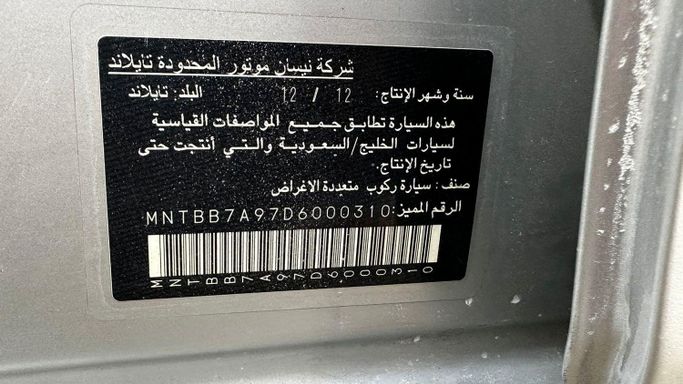 شركة نيسان موتور المحدودة تايلاند
سنة وشهر الإنتاج: 12 / 12 البلد: تايلاند
هذه السيارة تطابق جميع المواصفات القياسية
لسيارات الخليج/السعودية والتي أنتجت حتى
تاريخ الإنتاج.
صنف: سيارة ركوب متعددة الاغراض
الرقم المميز: MNTBB7A97D6000310
MNTBB7A97D6000310